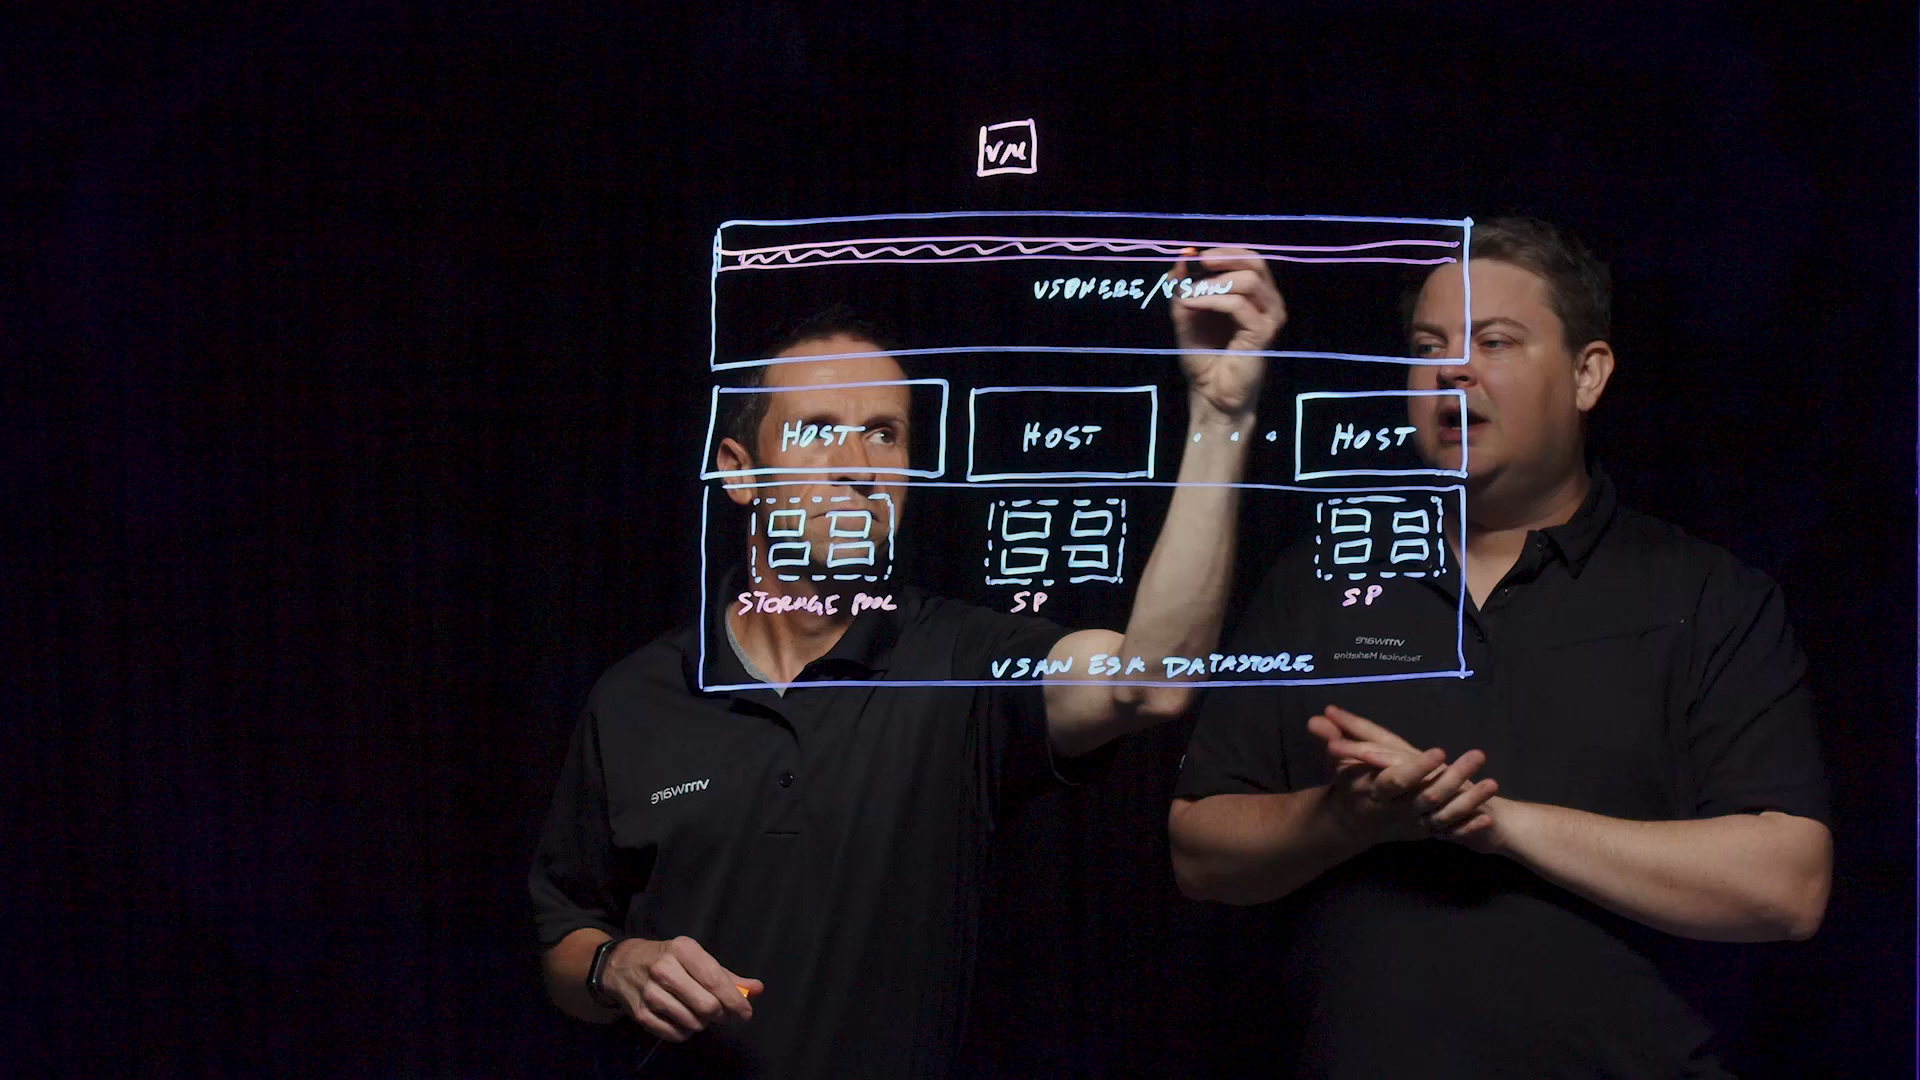 VM
VSPHERE/VSAN
HOST HOST HOST
STORAGE POOL SP SP
VSAN ESA DATASTORE
vmware
Technical Marketing
vmware